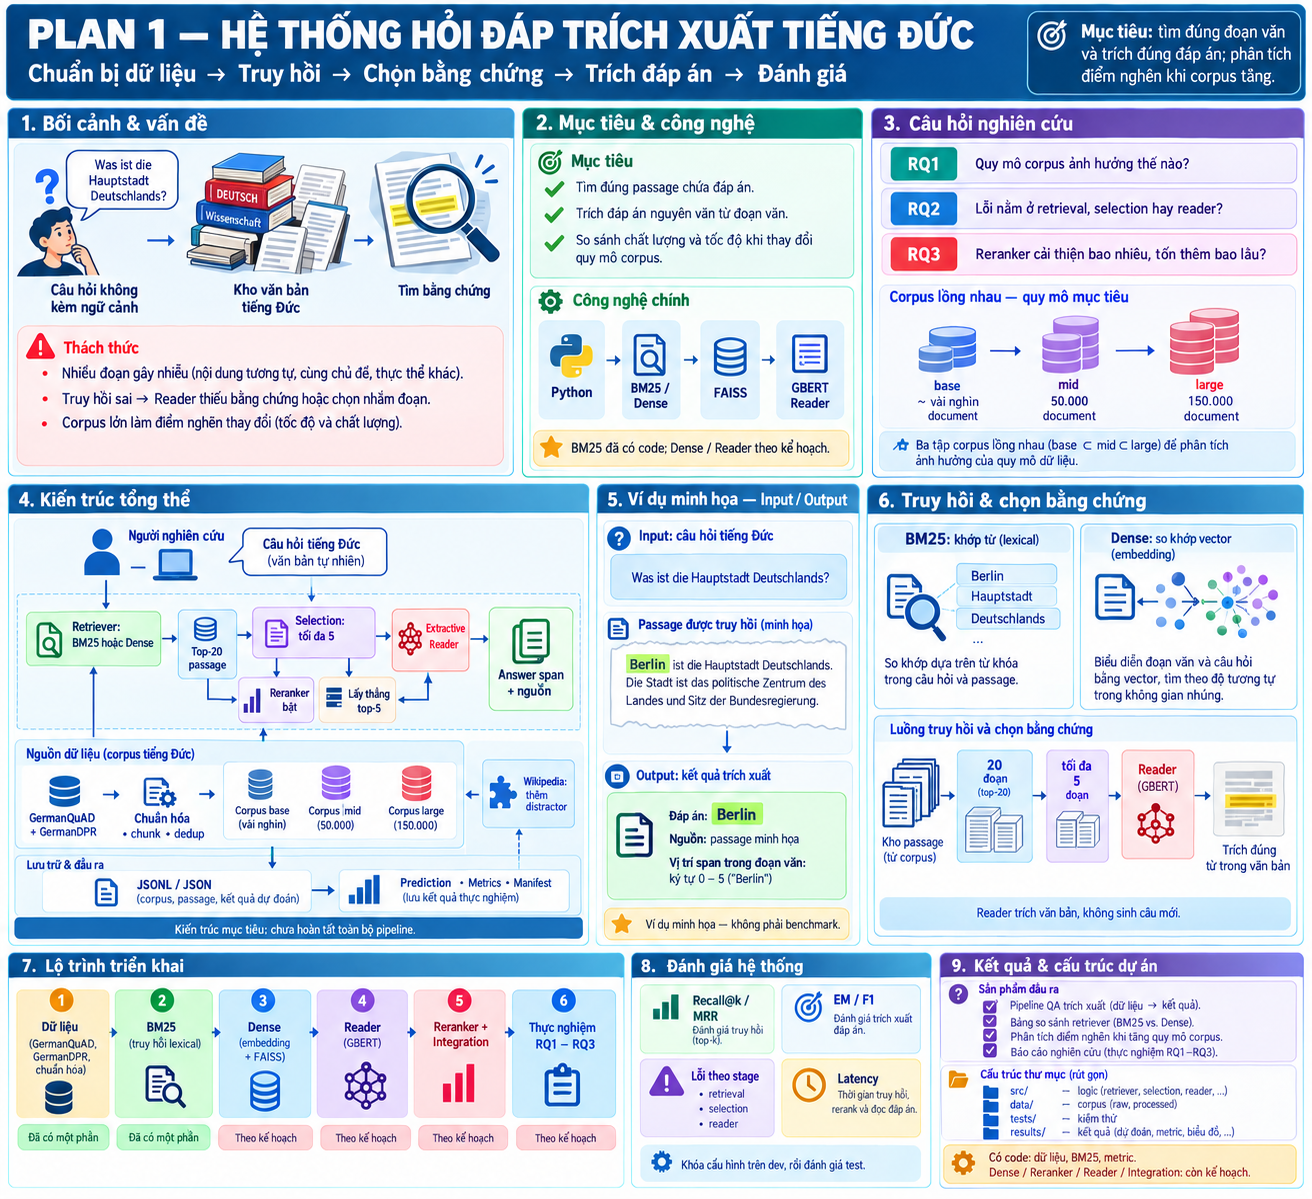 PLAN 1 — HỆ THỐNG HỎI ĐÁP TRÍCH XUẤT TIẾNG ĐỨC
Chuẩn bị dữ liệu → Truy hồi → Chọn bằng chứng → Trích đáp án → Đánh giá
Mục tiêu: tìm đúng đoạn văn
và trích đúng đáp án; phân tích
điểm nghẽn khi corpus tăng.
1. Bối cảnh & vấn đề
Was ist die
Hauptstadt
Deutschlands?
DEUTSCH
Wissenschaft
Câu hỏi không
kèm ngữ cảnh
Kho văn bản
tiếng Đức
Tìm bằng chứng
Thách thức
• Nhiều đoạn gây nhiễu (nội dung tương tự, cùng chủ đề, thực thể khác).
• Truy hồi sai → Reader thiếu bằng chứng hoặc chọn nhầm đoạn.
• Corpus lớn làm điểm nghẽn thay đổi (tốc độ và chất lượng).
2. Mục tiêu & công nghệ
Mục tiêu
Tìm đúng passage chứa đáp án.
Trích đáp án nguyên văn từ đoạn văn.
So sánh chất lượng và tốc độ khi thay đổi
quy mô corpus.
Công nghệ chính
Python
BM25 /
Dense
FAISS
GBERT
Reader
BM25 đã có code; Dense / Reader theo kế hoạch.
3. Câu hỏi nghiên cứu
RQ1 Quy mô corpus ảnh hưởng thế nào?
RQ2 Lỗi nằm ở retrieval, selection hay reader?
RQ3 Reranker cải thiện bao nhiêu, tốn thêm bao lâu?
Corpus lồng nhau — quy mô mục tiêu
base
~ vài nghìn
document
mid
50.000
document
large
150.000
document
Ba tập corpus lồng nhau (base ⊂ mid ⊂ large) để phân tích
ảnh hưởng của quy mô dữ liệu.
4. Kiến trúc tổng thể
Người nghiên cứu
Câu hỏi tiếng Đức
(văn bản tự nhiên)
Retriever:
BM25 hoặc Dense
Top-20
passage
Selection:
tối đa 5
Extractive
Reader
Answer span
+ nguồn
Reranker
bật
Lấy thẳng
top-5
Nguồn dữ liệu (corpus tiếng Đức)
GermanQuAD
+ GermanDPR
Chuẩn hóa
• chunk • dedup
Corpus base
(vài nghìn)
Corpus mid
(50.000)
Corpus large
(150.000)
Wikipedia:
thêm
distractor
Lưu trữ & đầu ra
JSONL / JSON
(corpus, passage, kết quả dự đoán)
Prediction • Metrics • Manifest
(lưu kết quả thực nghiệm)
Kiến trúc mục tiêu; chưa hoàn tất toàn bộ pipeline.
5. Ví dụ minh họa — Input / Output
Input: câu hỏi tiếng Đức
Was ist die Hauptstadt Deutschlands?
Passage được truy hồi (minh họa)
Berlin ist die Hauptstadt Deutschlands.
Die Stadt ist das politische Zentrum des
Landes und Sitz der Bundesregierung.
Output: kết quả trích xuất
Đáp án: Berlin
Nguồn: passage minh họa
Vị trí span trong đoạn văn:
ký tự 0 – 5 ("Berlin")
Ví dụ minh họa — không phải benchmark.
6. Truy hồi & chọn bằng chứng
BM25: khớp từ (lexical)
Berlin
Hauptstadt
Deutschlands
...
So khớp dựa trên từ khóa
trong câu hỏi và passage.
Dense: so khớp vector
(embedding)
Biểu diễn đoạn văn và câu hỏi
bằng vector, tìm theo độ tương tự
trong không gian nhúng.
Luồng truy hồi và chọn bằng chứng
Kho passage
(từ corpus)
20
đoạn
(top-20)
tối đa
5
đoạn
Reader
(GBERT)
Trích đúng
từ trong văn bản
Reader trích văn bản, không sinh câu mới.
7. Lộ trình triển khai
1
Dữ liệu
(GermanQuAD,
GermanDPR,
chuẩn hóa)
Đã có một phần
2
BM25
(truy hồi lexical)
Đã có một phần
3
Dense
(embedding
+ FAISS)
Theo kế hoạch
4
Reader
(GBERT)
Theo kế hoạch
5
Reranker +
Integration
Theo kế hoạch
6
Thực nghiệm
RQ1 – RQ3
Theo kế hoạch
8. Đánh giá hệ thống
Recall@k /
MRR
Đánh giá truy hồi
(top-k).
EM / F1
Đánh giá trích xuất
đáp án.
Lỗi theo stage
• retrieval
• selection
• reader
Latency
Thời gian truy hồi,
rerank và đọc đáp án.
Khóa cấu hình trên dev, rồi đánh giá test.
9. Kết quả & cấu trúc dự án
Sản phẩm đầu ra
Pipeline QA trích xuất (dữ liệu → kết quả).
Bảng so sánh retriever (BM25 vs. Dense).
Phân tích điểm nghẽn khi tăng quy mô corpus.
Báo cáo nghiên cứu (thực nghiệm RQ1–RQ3).
Cấu trúc thư mục (rút gọn)
src/ — logic (retriever, selection, reader, ...)
data/ — corpus (raw, processed)
tests/ — kiểm thử
results/ — kết quả (dự đoán, metric, biểu đồ, ...)
Có code: dữ liệu, BM25, metric.
Dense / Reranker / Reader / Integration: còn kế hoạch.